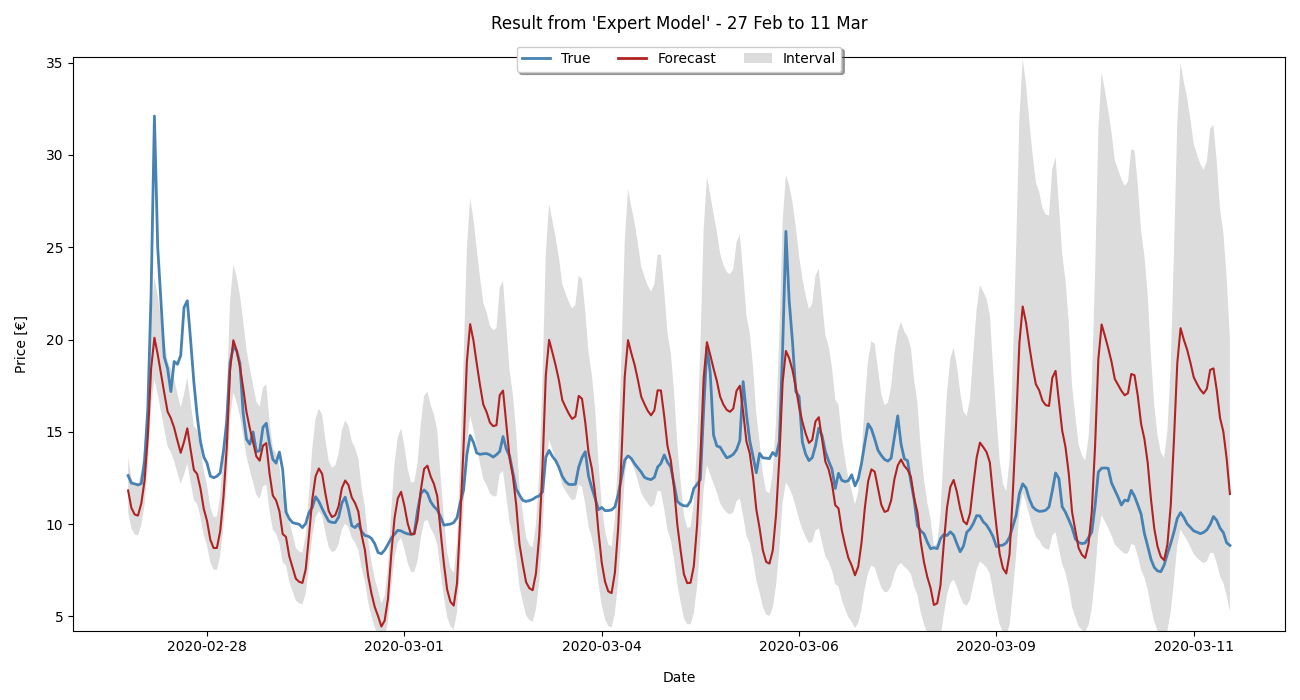 Result from 'Expert Model' - 27 Feb to 11 Mar
True Forecast Interval
35
30
25
20
15
10
5
Price [€]
2020-02-28 2020-03-01 2020-03-04 2020-03-06 2020-03-09 2020-03-11
Date